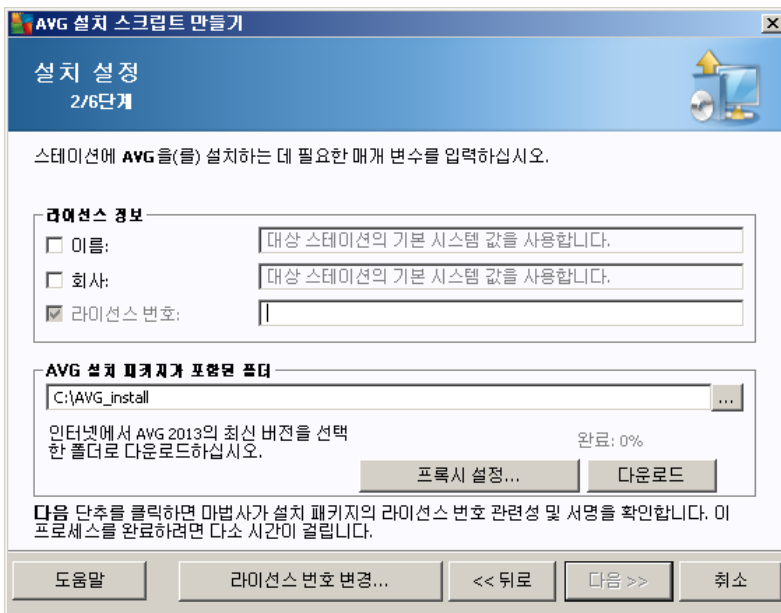 AVG 설치 스크립트 만들기
설치 설정
2/6단계
스테이션에 AVG을(를) 설치하는 데 필요한 매개 변수를 입력하십시오.
라이선스 정보
이름:
대상 스테이션의 기본 시스템 값을 사용합니다.
회사:
대상 스테이션의 기본 시스템 값을 사용합니다.
라이선스 번호:
AVG 설치 패키지가 포함된 폴더
C:\AVG_install
...
인터넷에서 AVG 2013의 최신 버전을 선택
한 폴더로 다운로드하십시오.
완료: 0%
프록시 설정...
다운로드
다음 단추를 클릭하면 마법사가 설치 패키지의 라이선스 번호 관련성 및 서명을 확인합니다. 이
프로세스를 완료하려면 다소 시간이 걸립니다.
도움말
라이선스 번호 변경...
<< 뒤로
다음 >>
취소